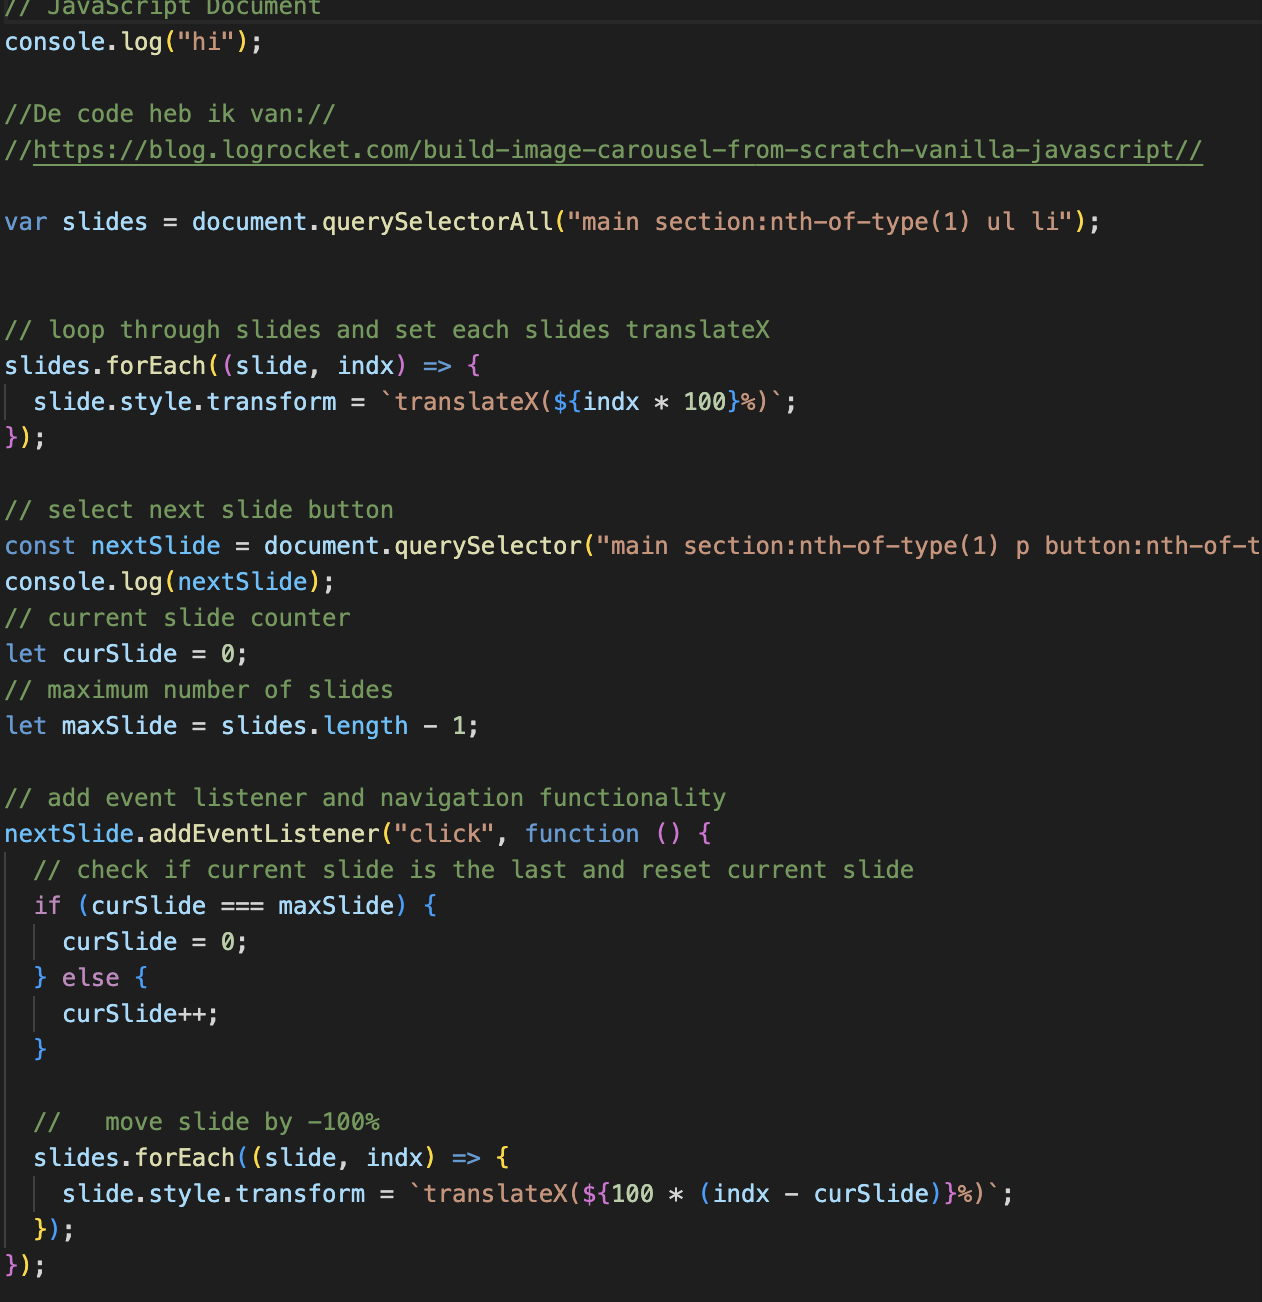 // JavaScript Document
console.log("hi");
//De code heb ik van://
//https://blog.logrocket.com/build-image-carousel-from-scratch-vanilla-javascript//
var slides = document.querySelectorAll("main section:nth-of-type(1) ul li");
// loop through slides and set each slides translateX
slides.forEach((slide, indx) => {
  slide.style.transform = `translateX(${indx * 100}%)`;
});
// select next slide button
const nextSlide = document.querySelector("main section:nth-of-type(1) p button:nth-of-t
console.log(nextSlide);
// current slide counter
let curSlide = 0;
// maximum number of slides
let maxSlide = slides.length - 1;
// add event listener and navigation functionality
nextSlide.addEventListener("click", function () {
  // check if current slide is the last and reset current slide
  if (curSlide === maxSlide) {
    curSlide = 0;
  } else {
    curSlide++;
  }
  //   move slide by -100%
  slides.forEach((slide, indx) => {
    slide.style.transform = `translateX(${100 * (indx - curSlide)}%)`;
  });
});